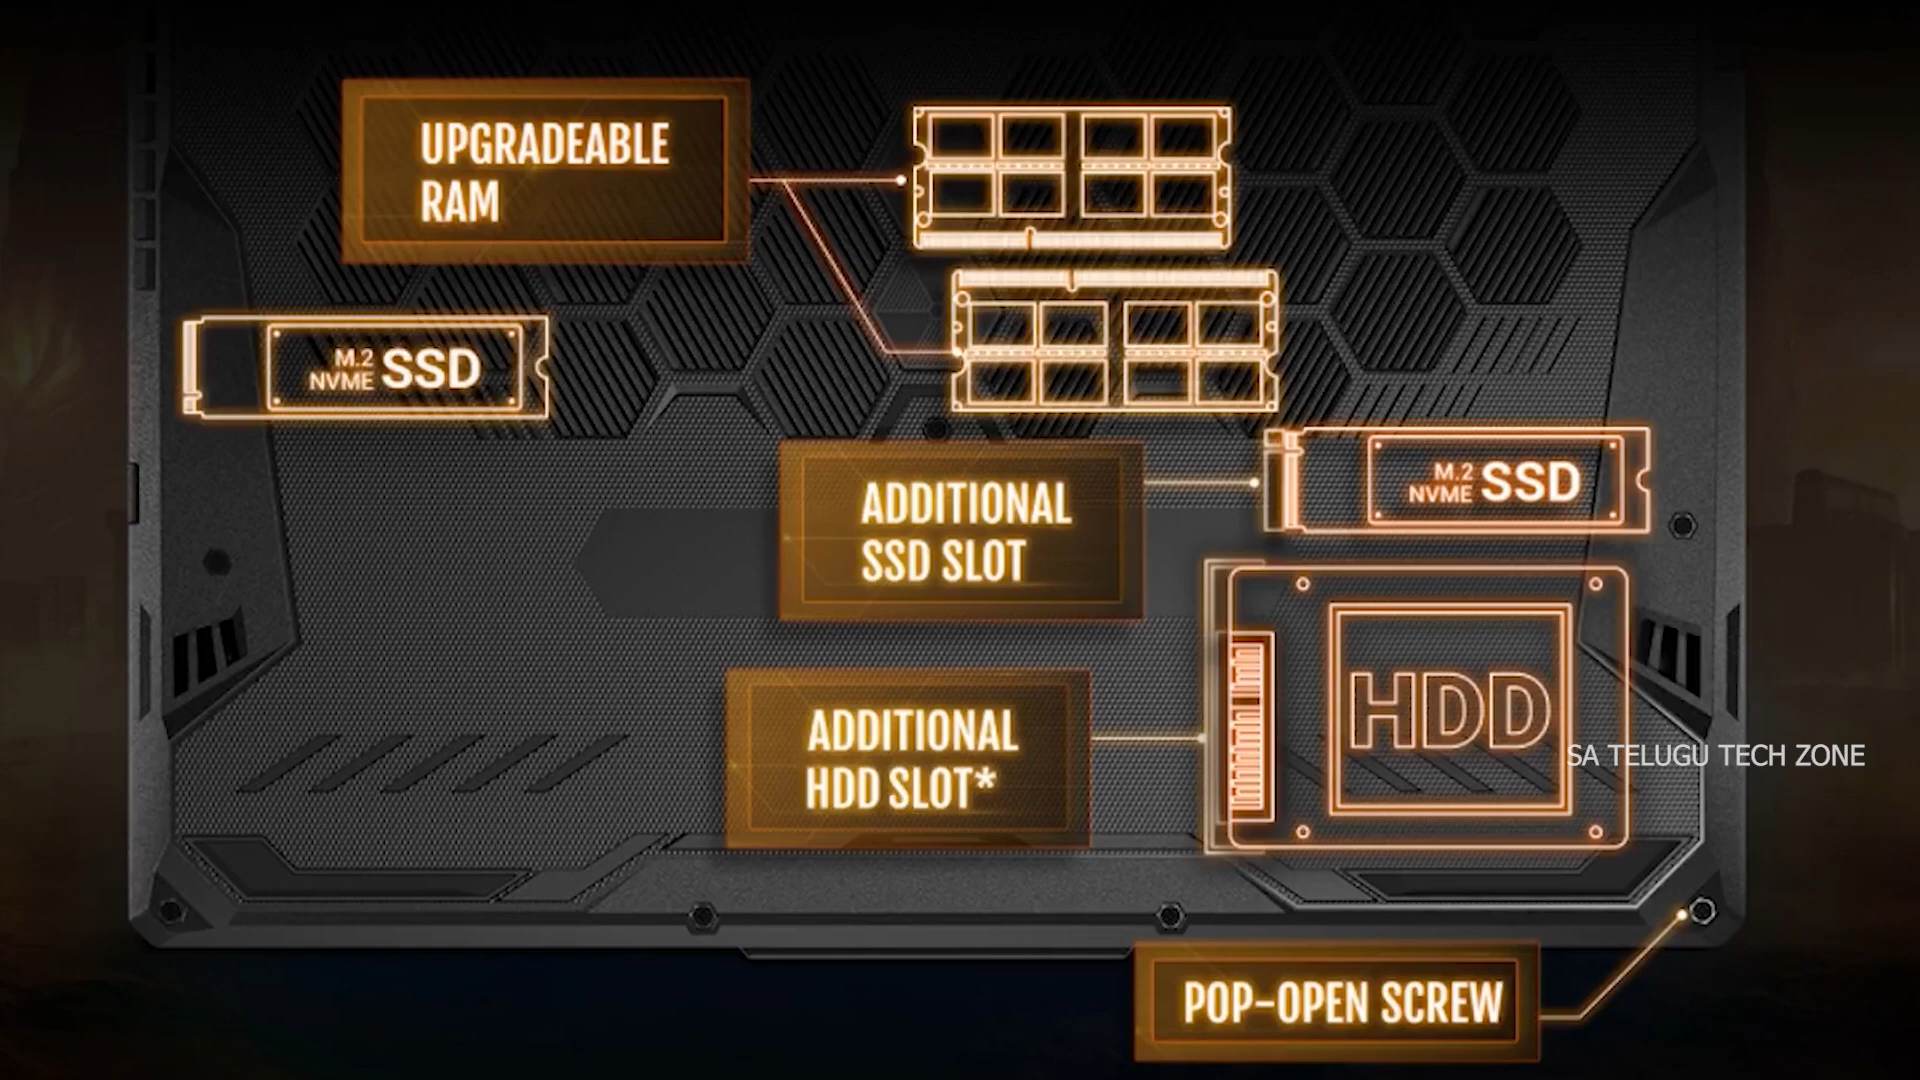 UPGRADEABLE
RAM
M.2
NVME SSD
ADDITIONAL
SSD SLOT
M.2
NVME SSD
ADDITIONAL
HDD SLOT*
HDD
SA TELUGU TECH ZONE
POP-OPEN SCREW